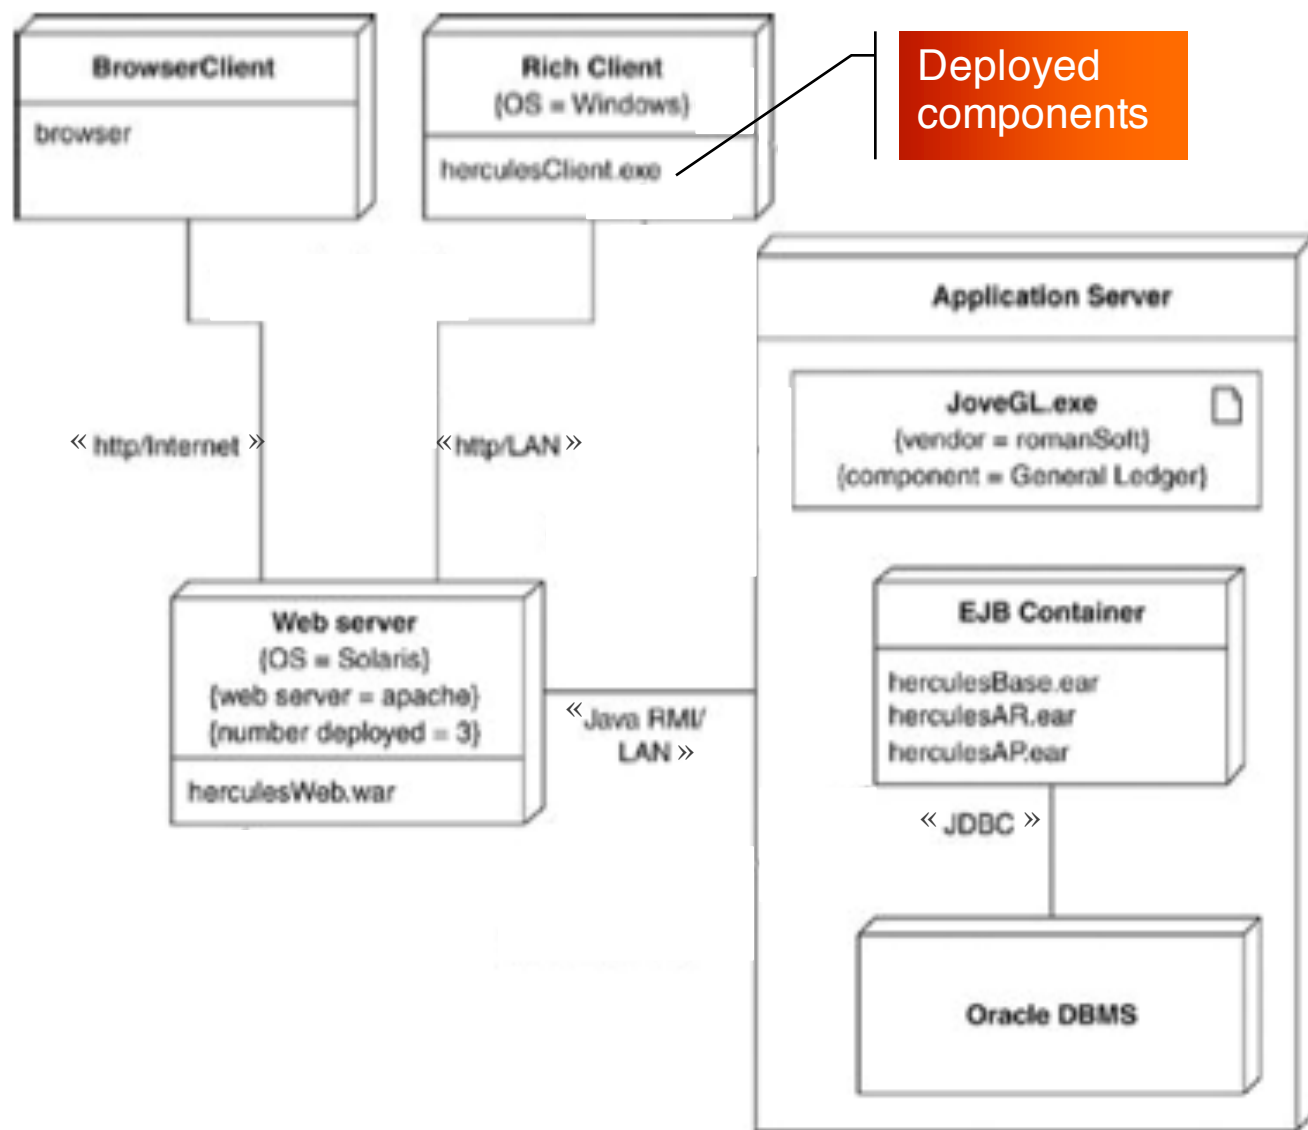 BrowserClient
browser
Rich Client
{OS = Windows}
herculesClient.exe
Deployed
components
Application Server
JoveGL.exe
{vendor = romanSoft}
{component = General Ledger}
« http/Internet »
« http/LAN »
EJB Container
herculesBase.ear
herculesAR.ear
herculesAP.ear
Web server
{OS = Solaris}
{web server = apache}
{number deployed = 3}
herculesWeb.war
« Java RMI/
LAN »
« JDBC »
Oracle DBMS